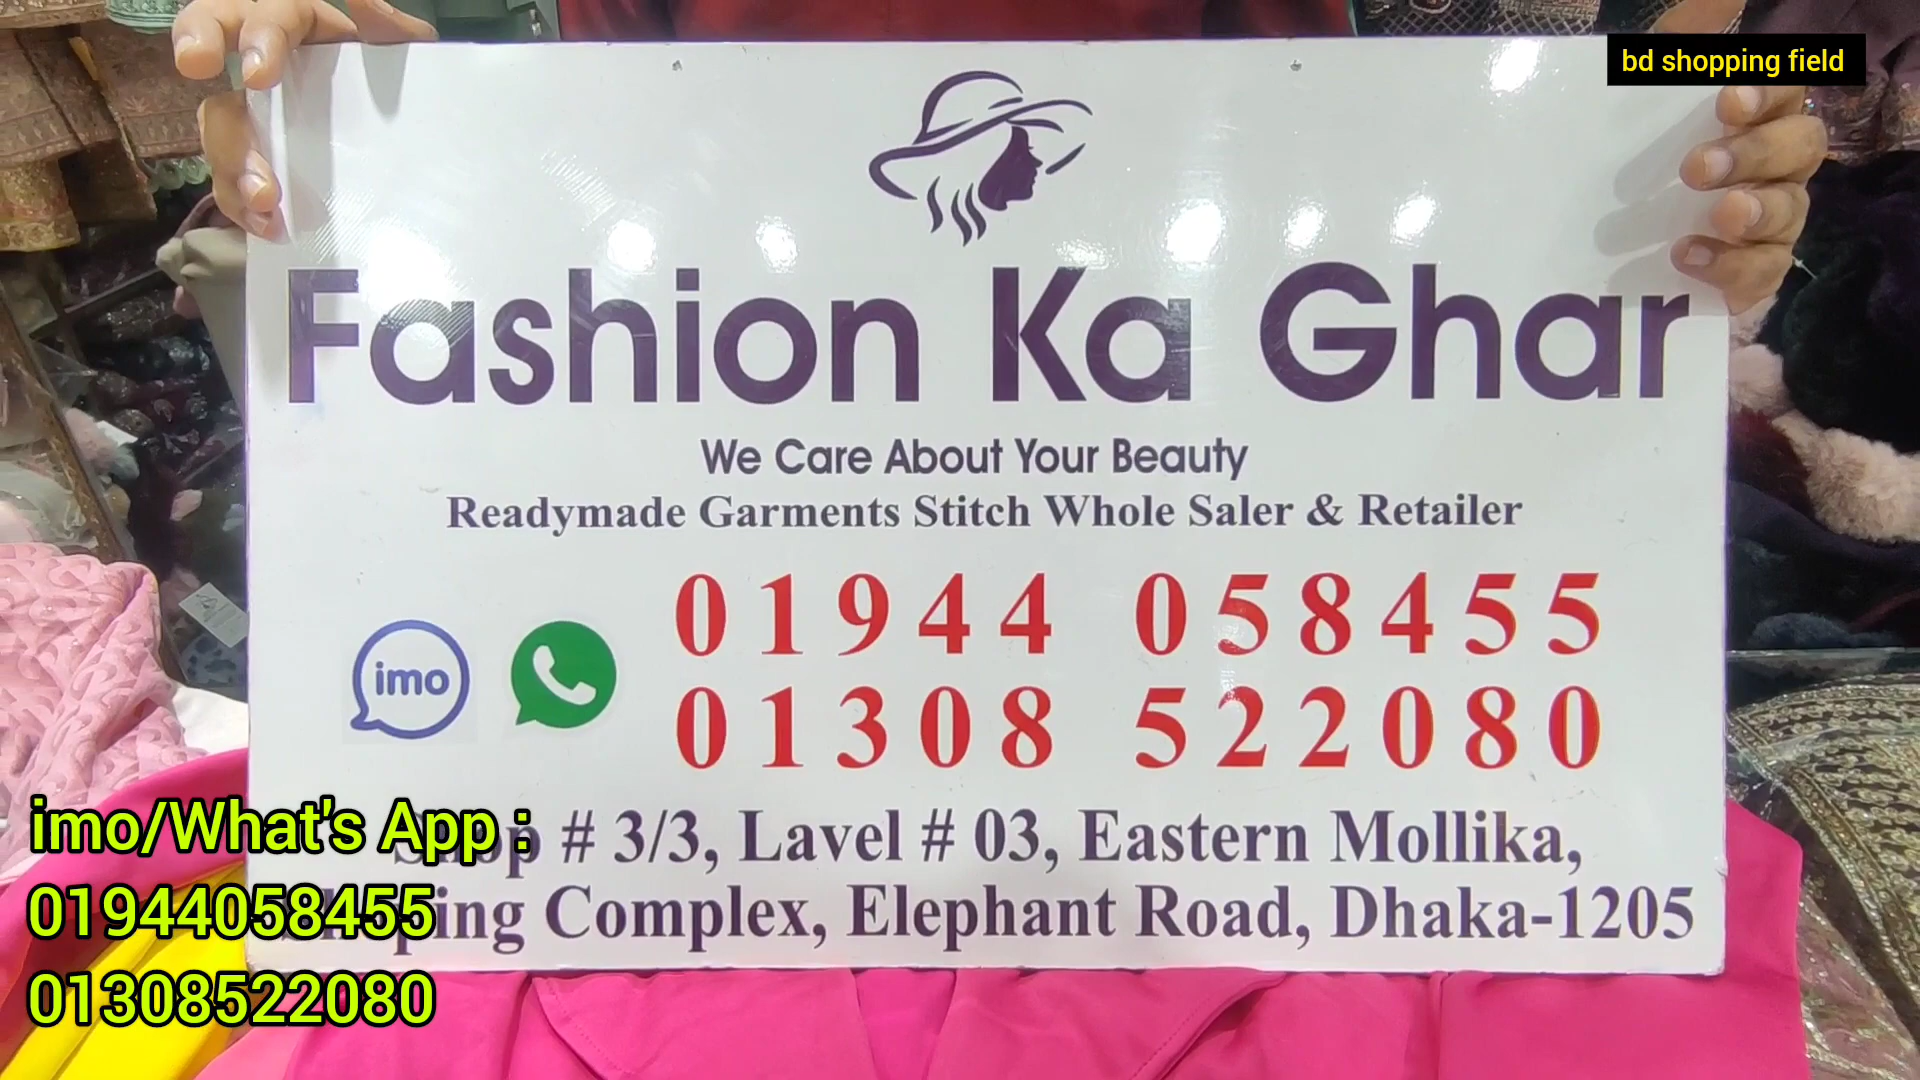 bd shopping field
Fashion Ka Ghar
We Care About Your Beauty
Readymade Garments Stitch Whole Saler & Retailer
imo
01944 058455
01308 522080
Shop # 3/3, Lavel # 03, Eastern Mollika,
Shopping Complex, Elephant Road, Dhaka-1205
imo/What's App :
01944058455
01308522080